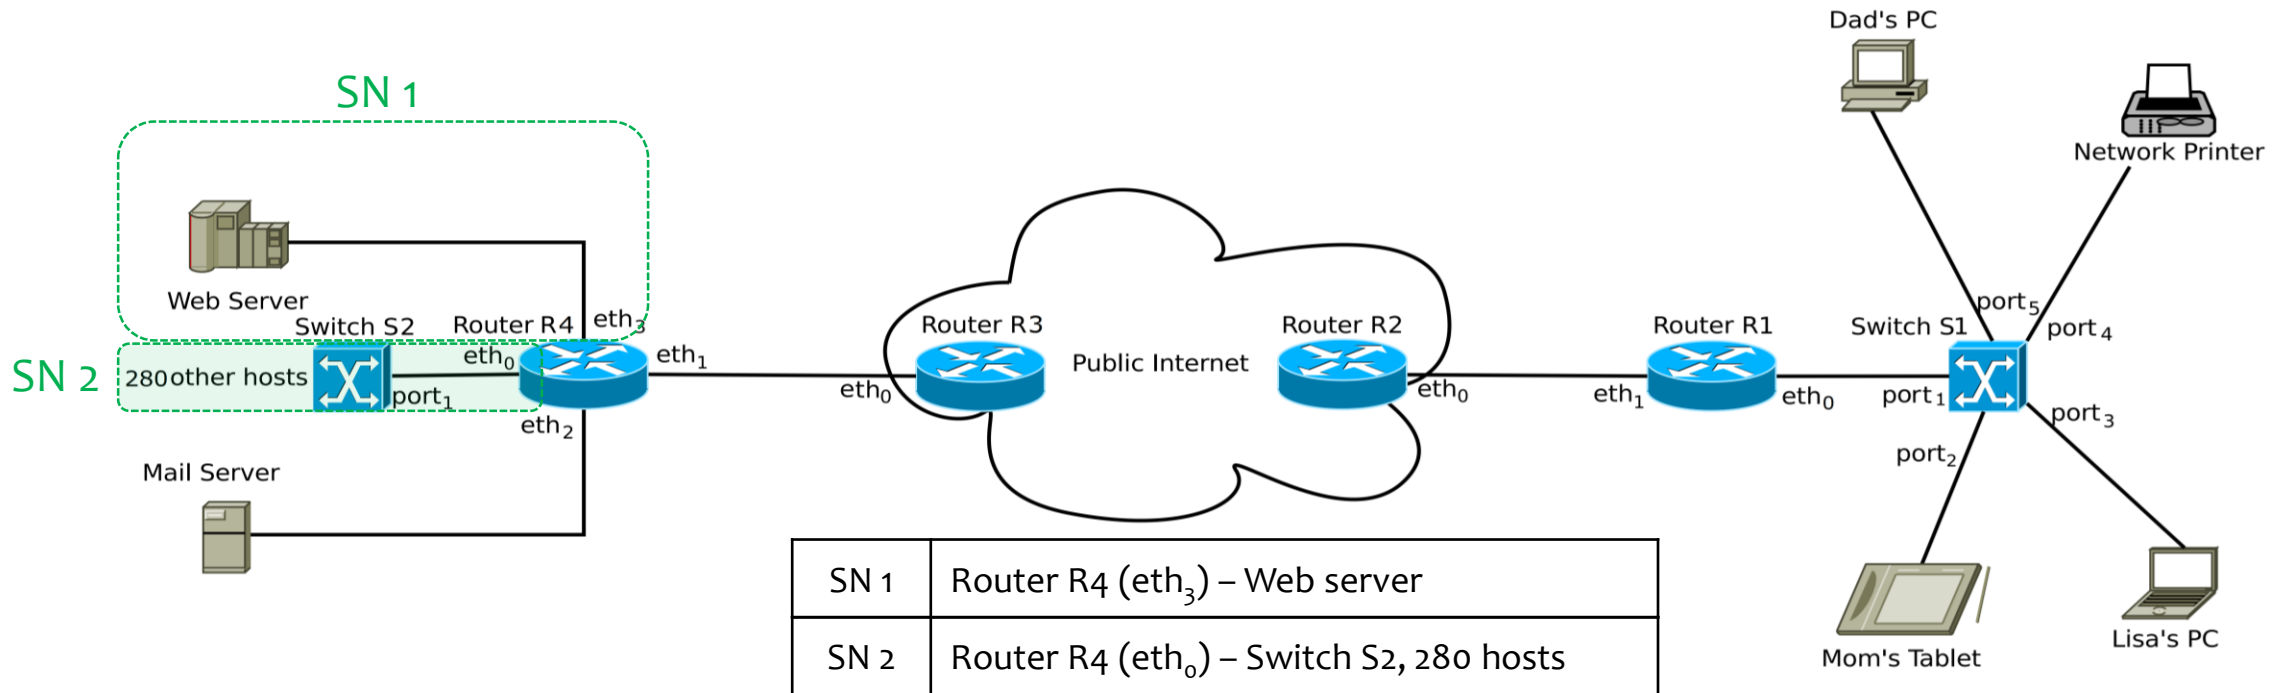 Dad's PC
SN 1
Network Printer
Web Server
port₅
Switch S2
Router R4
eth₃
Router R3
Router R2
Router R1
Switch S1
port₄
SN 2
280 other hosts
eth₀
eth₁
Public Internet
port₁
eth₀
eth₀
eth₁
eth₀
port₁
port₃
eth₂
port₂
Mail Server
SN 1
Router R4 (eth₃) – Web server
SN 2
Router R4 (eth₀) – Switch S2, 280 hosts
Lisa's PC
Mom's Tablet